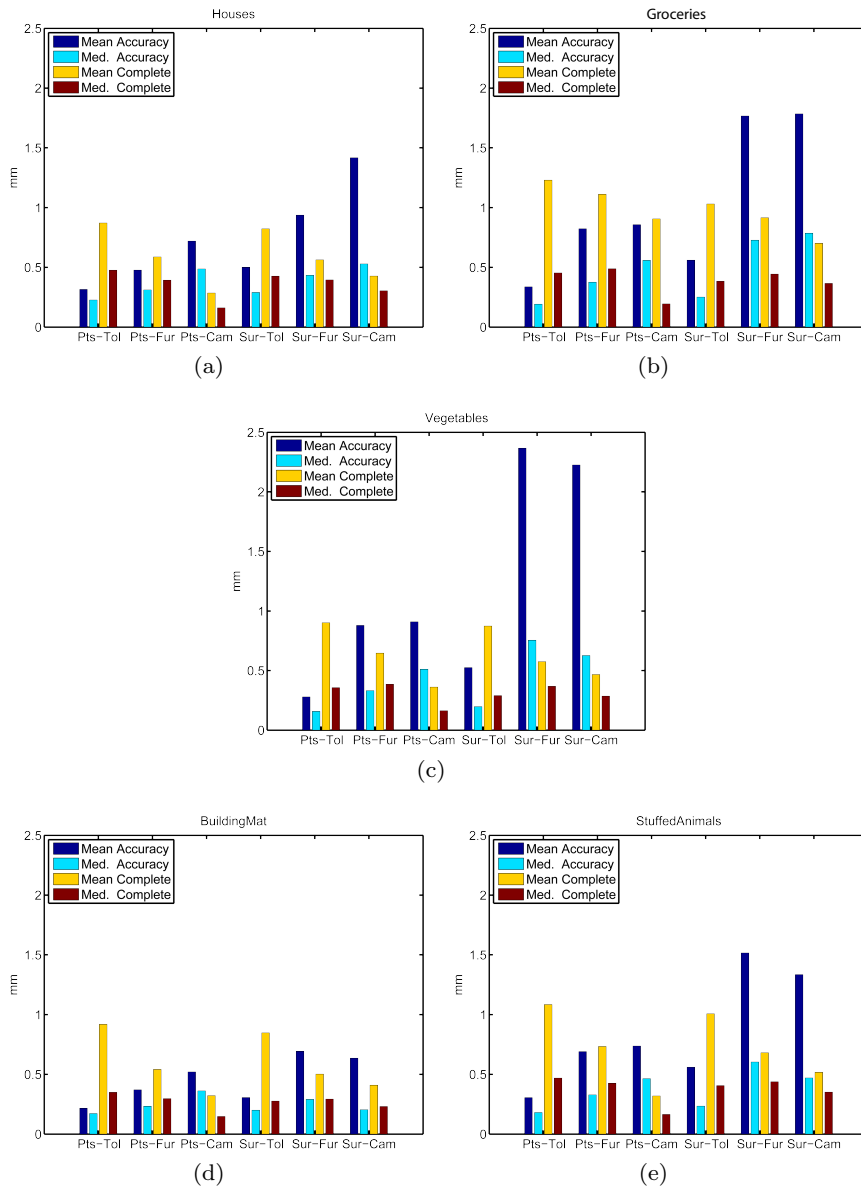 Houses
2.5
2
1.5
1
0.5
0
mm
Mean Accuracy
Med. Accuracy
Mean Complete
Med. Complete
Pts-Tol Pts-Fur Pts-Cam Sur-Tol Sur-Fur Sur-Cam
(a)
Groceries
2.5
2
1.5
1
0.5
0
mm
Mean Accuracy
Med. Accuracy
Mean Complete
Med. Complete
Pts-Tol Pts-Fur Pts-Cam Sur-Tol Sur-Fur Sur-Cam
(b)
Vegetables
2.5
2
1.5
1
0.5
0
mm
Mean Accuracy
Med. Accuracy
Mean Complete
Med. Complete
Pts-Tol Pts-Fur Pts-Cam Sur-Tol Sur-Fur Sur-Cam
(c)
BuildingMat
2.5
2
1.5
1
0.5
0
mm
Mean Accuracy
Med. Accuracy
Mean Complete
Med. Complete
Pts-Tol Pts-Fur Pts-Cam Sur-Tol Sur-Fur Sur-Cam
(d)
StuffedAnimals
2.5
2
1.5
1
0.5
0
mm
Mean Accuracy
Med. Accuracy
Mean Complete
Med. Complete
Pts-Tol Pts-Fur Pts-Cam Sur-Tol Sur-Fur Sur-Cam
(e)